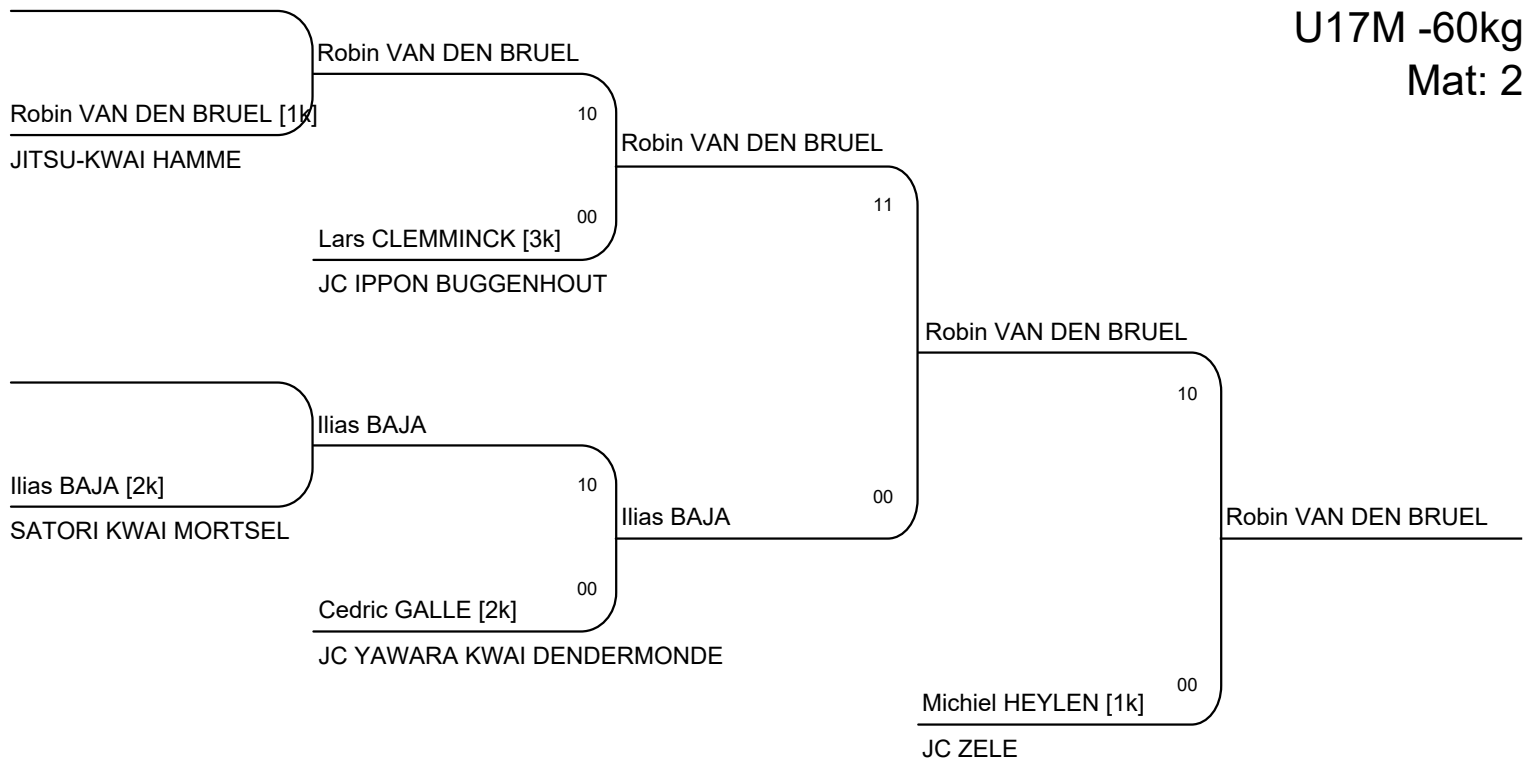 U17M -60kg
Mat: 2
Robin VAN DEN BRUEL
Robin VAN DEN BRUEL [1k]
10
JITSU-KWAI HAMME
Robin VAN DEN BRUEL
11
00
Lars CLEMMINCK [3k]
JC IPPON BUGGENHOUT
Robin VAN DEN BRUEL
10
Ilias BAJA
Ilias BAJA [2k]
10
SATORI KWAI MORTSEL
Ilias BAJA
00
Robin VAN DEN BRUEL
00
Cedric GALLE [2k]
JC YAWARA KWAI DENDERMONDE
00
Michiel HEYLEN [1k]
JC ZELE